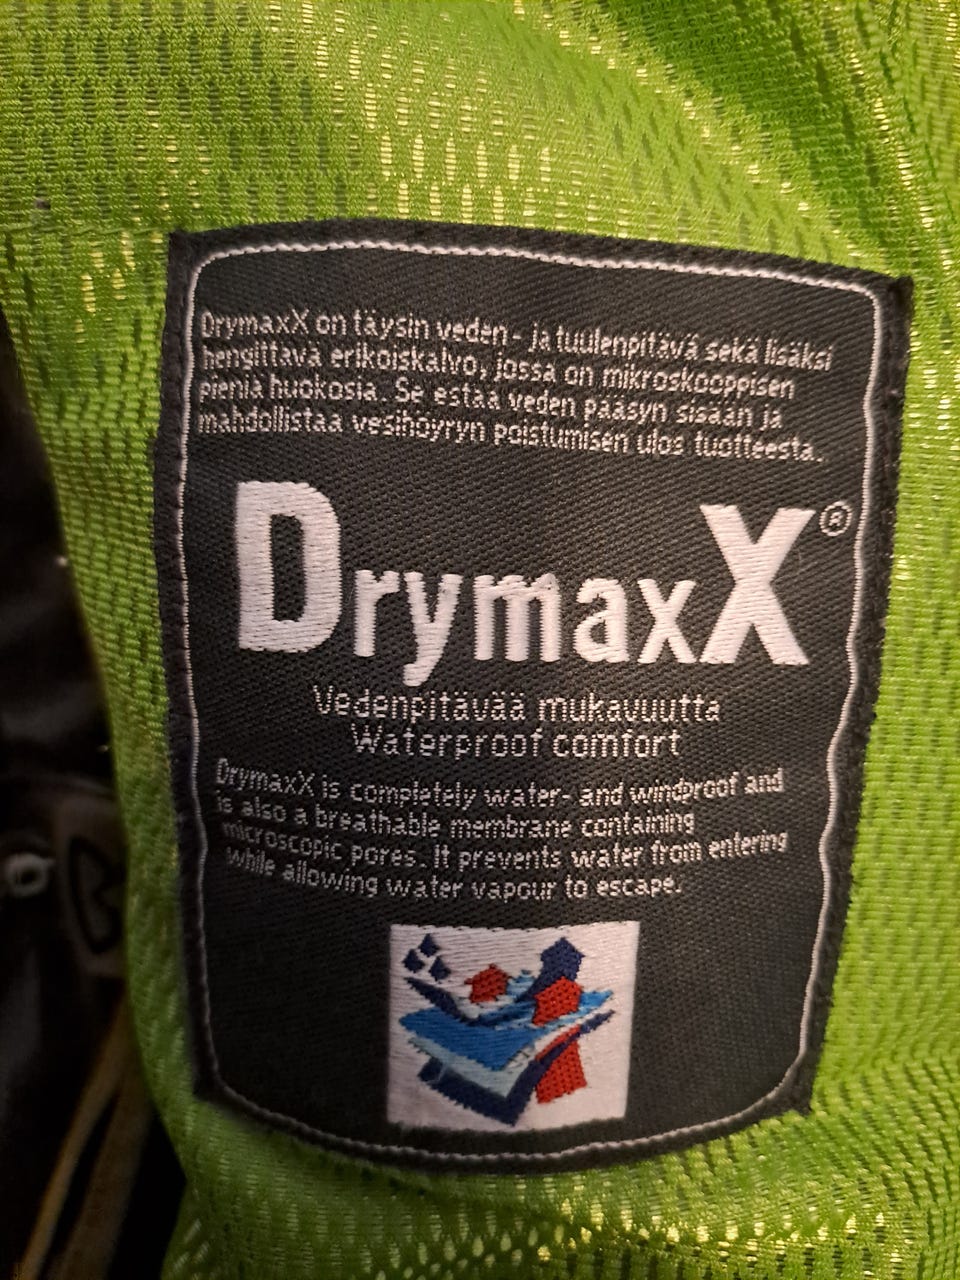 DrymaxX on täysin veden- ja tuulenpitävä sekä lisäksi
hengittävä erikoiskalvo, jossa on mikroskooppisen
pieniä huokosia. Se estää veden pääsyn sisään ja
mahdollistaa vesihöyryn poistumisen ulos tuotteesta.
DrymaxX®
Vedenpitävää mukavuutta
Waterproof comfort
DrymaxX is completely water- and windproof and
is also a breathable membrane containing
microscopic pores. It prevents water from entering
while allowing water vapour to escape.